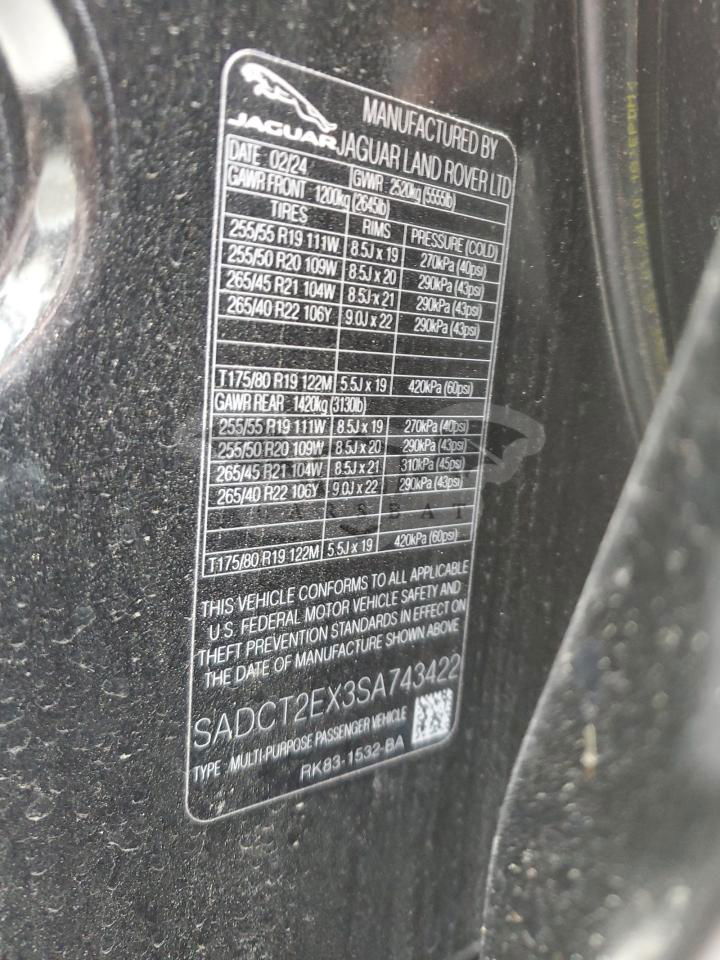 JAGUAR
MANUFACTURED BY
JAGUAR LAND ROVER LTD
DATE 02/24 GVWR 2520kg (5555lb)
GAWR FRONT 1200kg (2645lb)
TIRES RIMS PRESSURE (COLD)
255/55 R19 111W 8.5J x 19 270kPa (40psi)
255/50 R20 109W 8.5J x 20 290kPa (43psi)
265/45 R21 104W 8.5J x 21 290kPa (43psi)
265/40 R22 106Y 9.0J x 22 290kPa (43psi)
T175/80 R19 122M 5.5J x 19 420kPa (60psi)
GAWR REAR 1420kg (3130lb)
255/55 R19 111W 8.5J x 19 270kPa (40psi)
255/50 R20 109W 8.5J x 20 290kPa (43psi)
265/45 R21 104W 8.5J x 21 310kPa (45psi)
265/40 R22 106Y 9.0J x 22 290kPa (43psi)
T175/80 R19 122M 5.5J x 19 420kPa (60psi)
THIS VEHICLE CONFORMS TO ALL APPLICABLE
U.S. FEDERAL MOTOR VEHICLE SAFETY AND
THEFT PREVENTION STANDARDS IN EFFECT ON
THE DATE OF MANUFACTURE SHOWN ABOVE
SADCT2EX3SA743422
TYPE - MULTI-PURPOSE PASSENGER VEHICLE
RK83-1532-BA